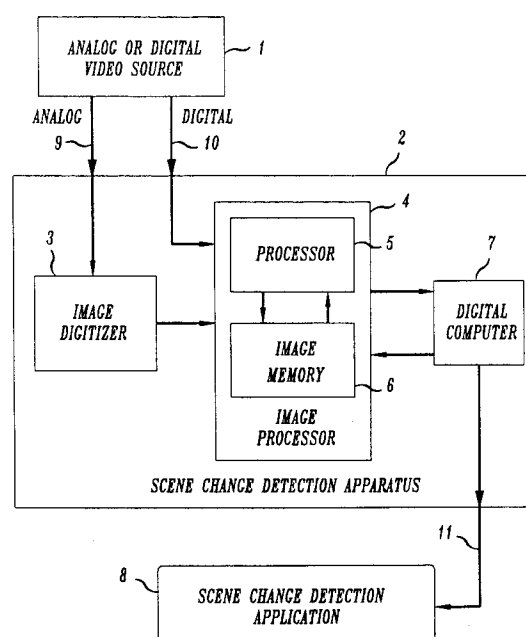 ANALOG OR DIGITAL
VIDEO SOURCE
1
ANALOG
DIGITAL
9
10
2
3
4
PROCESSOR
5
7
IMAGE
DIGITIZER
DIGITAL
COMPUTER
IMAGE
MEMORY
6
IMAGE
PROCESSOR
SCENE CHANGE DETECTION APPARATUS
11
8
SCENE CHANGE DETECTION
APPLICATION